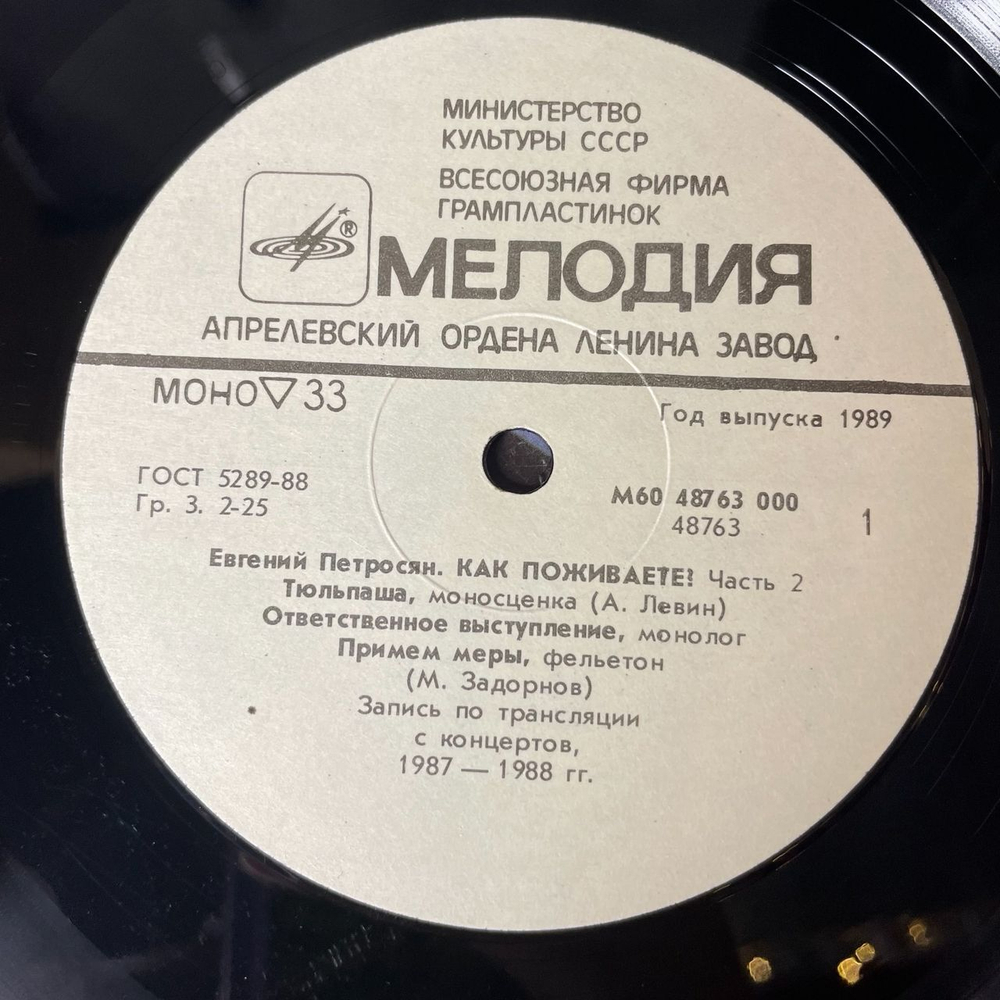 МИНИСТЕРСТВО
КУЛЬТУРЫ СССР
ВСЕСОЮЗНАЯ ФИРМА
ГРАМПЛАСТИНОК
®
МЕЛОДИЯ
АПРЕЛЕВСКИЙ ОРДЕНА ЛЕНИНА ЗАВОД
МОНО▽33
Год выпуска 1989
ГОСТ 5289-88
Гр. 3. 2-25
М60 48763 000
48763
1
Евгений Петросян. КАК ПОЖИВАЕТЕ? Часть 2
Тюльпаша, моносценка (А. Левин)
Ответственное выступление, монолог
Примем меры, фельетон
(М. Задорнов)
Запись по трансляции
с концертов,
1987 — 1988 гг.